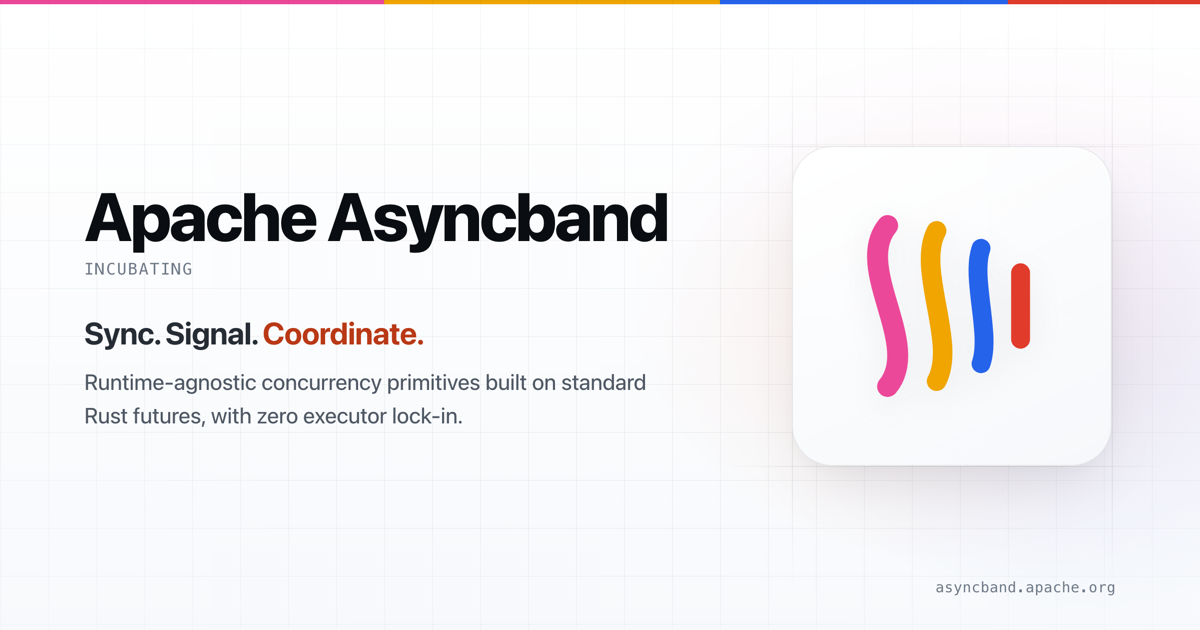 Apache Asyncband
INCUBATING
Sync. Signal. Coordinate.
Runtime-agnostic concurrency primitives built on standard
Rust futures, with zero executor lock-in.
asyncband.apache.org